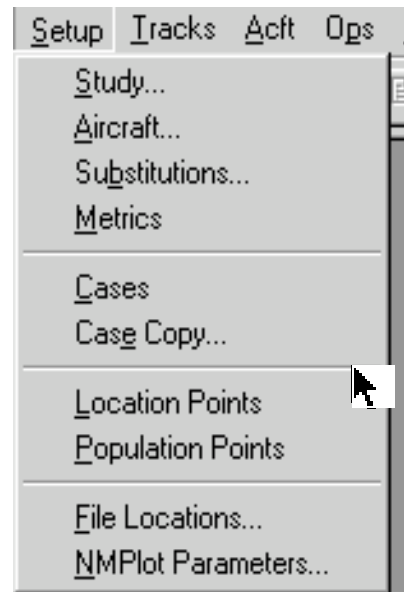 Setup Tracks Acft Ops
Study...
Aircraft...
Substitutions...
Metrics
Cases
Case Copy...
Location Points
Population Points
File Locations...
NMPlot Parameters...